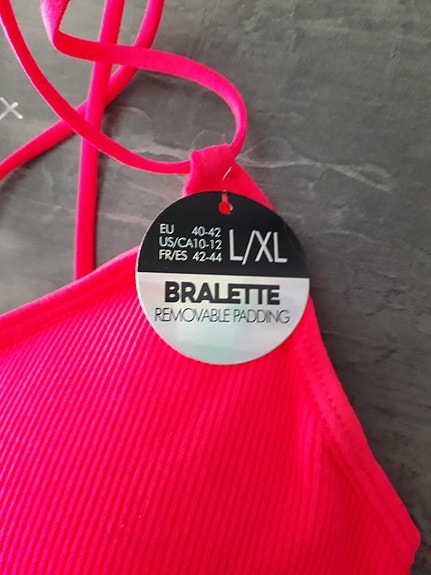 EU 40-42
US/CA10-12
FR/ES 42-44
L/XL
BRALETTE
REMOVABLE PADDING